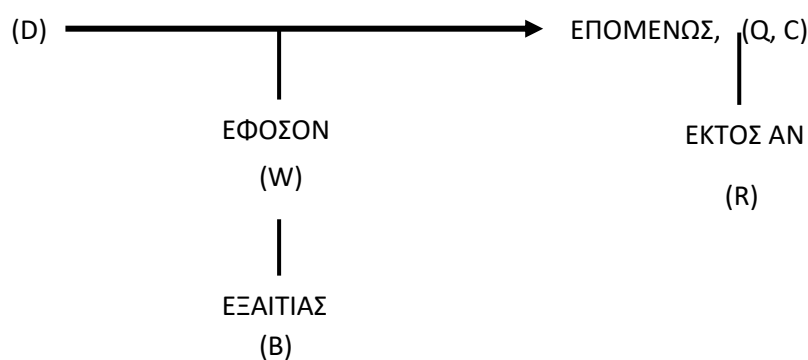 (D) ΕΠΟΜΕΝΩΣ, (Q, C)
ΕΦΟΣΟΝ ΕΚΤΟΣ ΑΝ
(W) (R)
ΕΞΑΙΤΙΑΣ
(B)